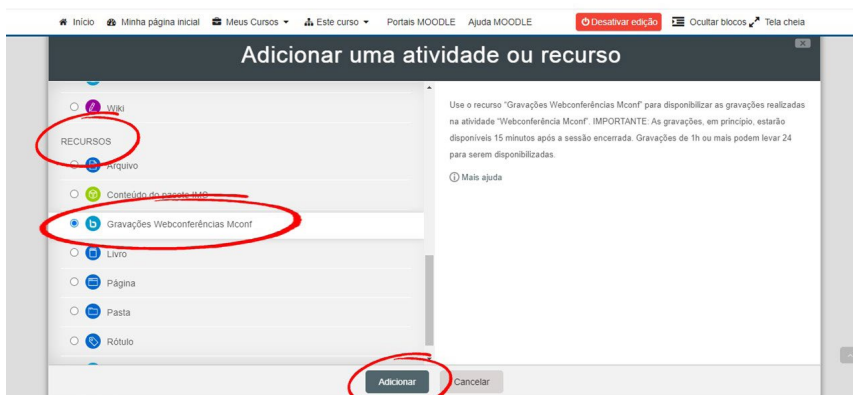 Início Minha página inicial Meus Cursos Este curso Portais MOODLE Ajuda MOODLE Desativar edição Ocultar blocos Tela cheia
Adicionar uma atividade ou recurso
Wiki
RECURSOS
Arquivo
Conteúdo do pacote IMS
Gravações Webconferências Mconf
Livro
Página
Pasta
Rótulo
Use o recurso "Gravações Webconferências Mconf" para disponibilizar as gravações realizadas
na atividade "Webconferência Mconf". IMPORTANTE: As gravações, em princípio, estarão
disponíveis 15 minutos após a sessão encerrada. Gravações de 1h ou mais podem levar 24
para serem disponibilizadas.
Mais ajuda
Adicionar Cancelar